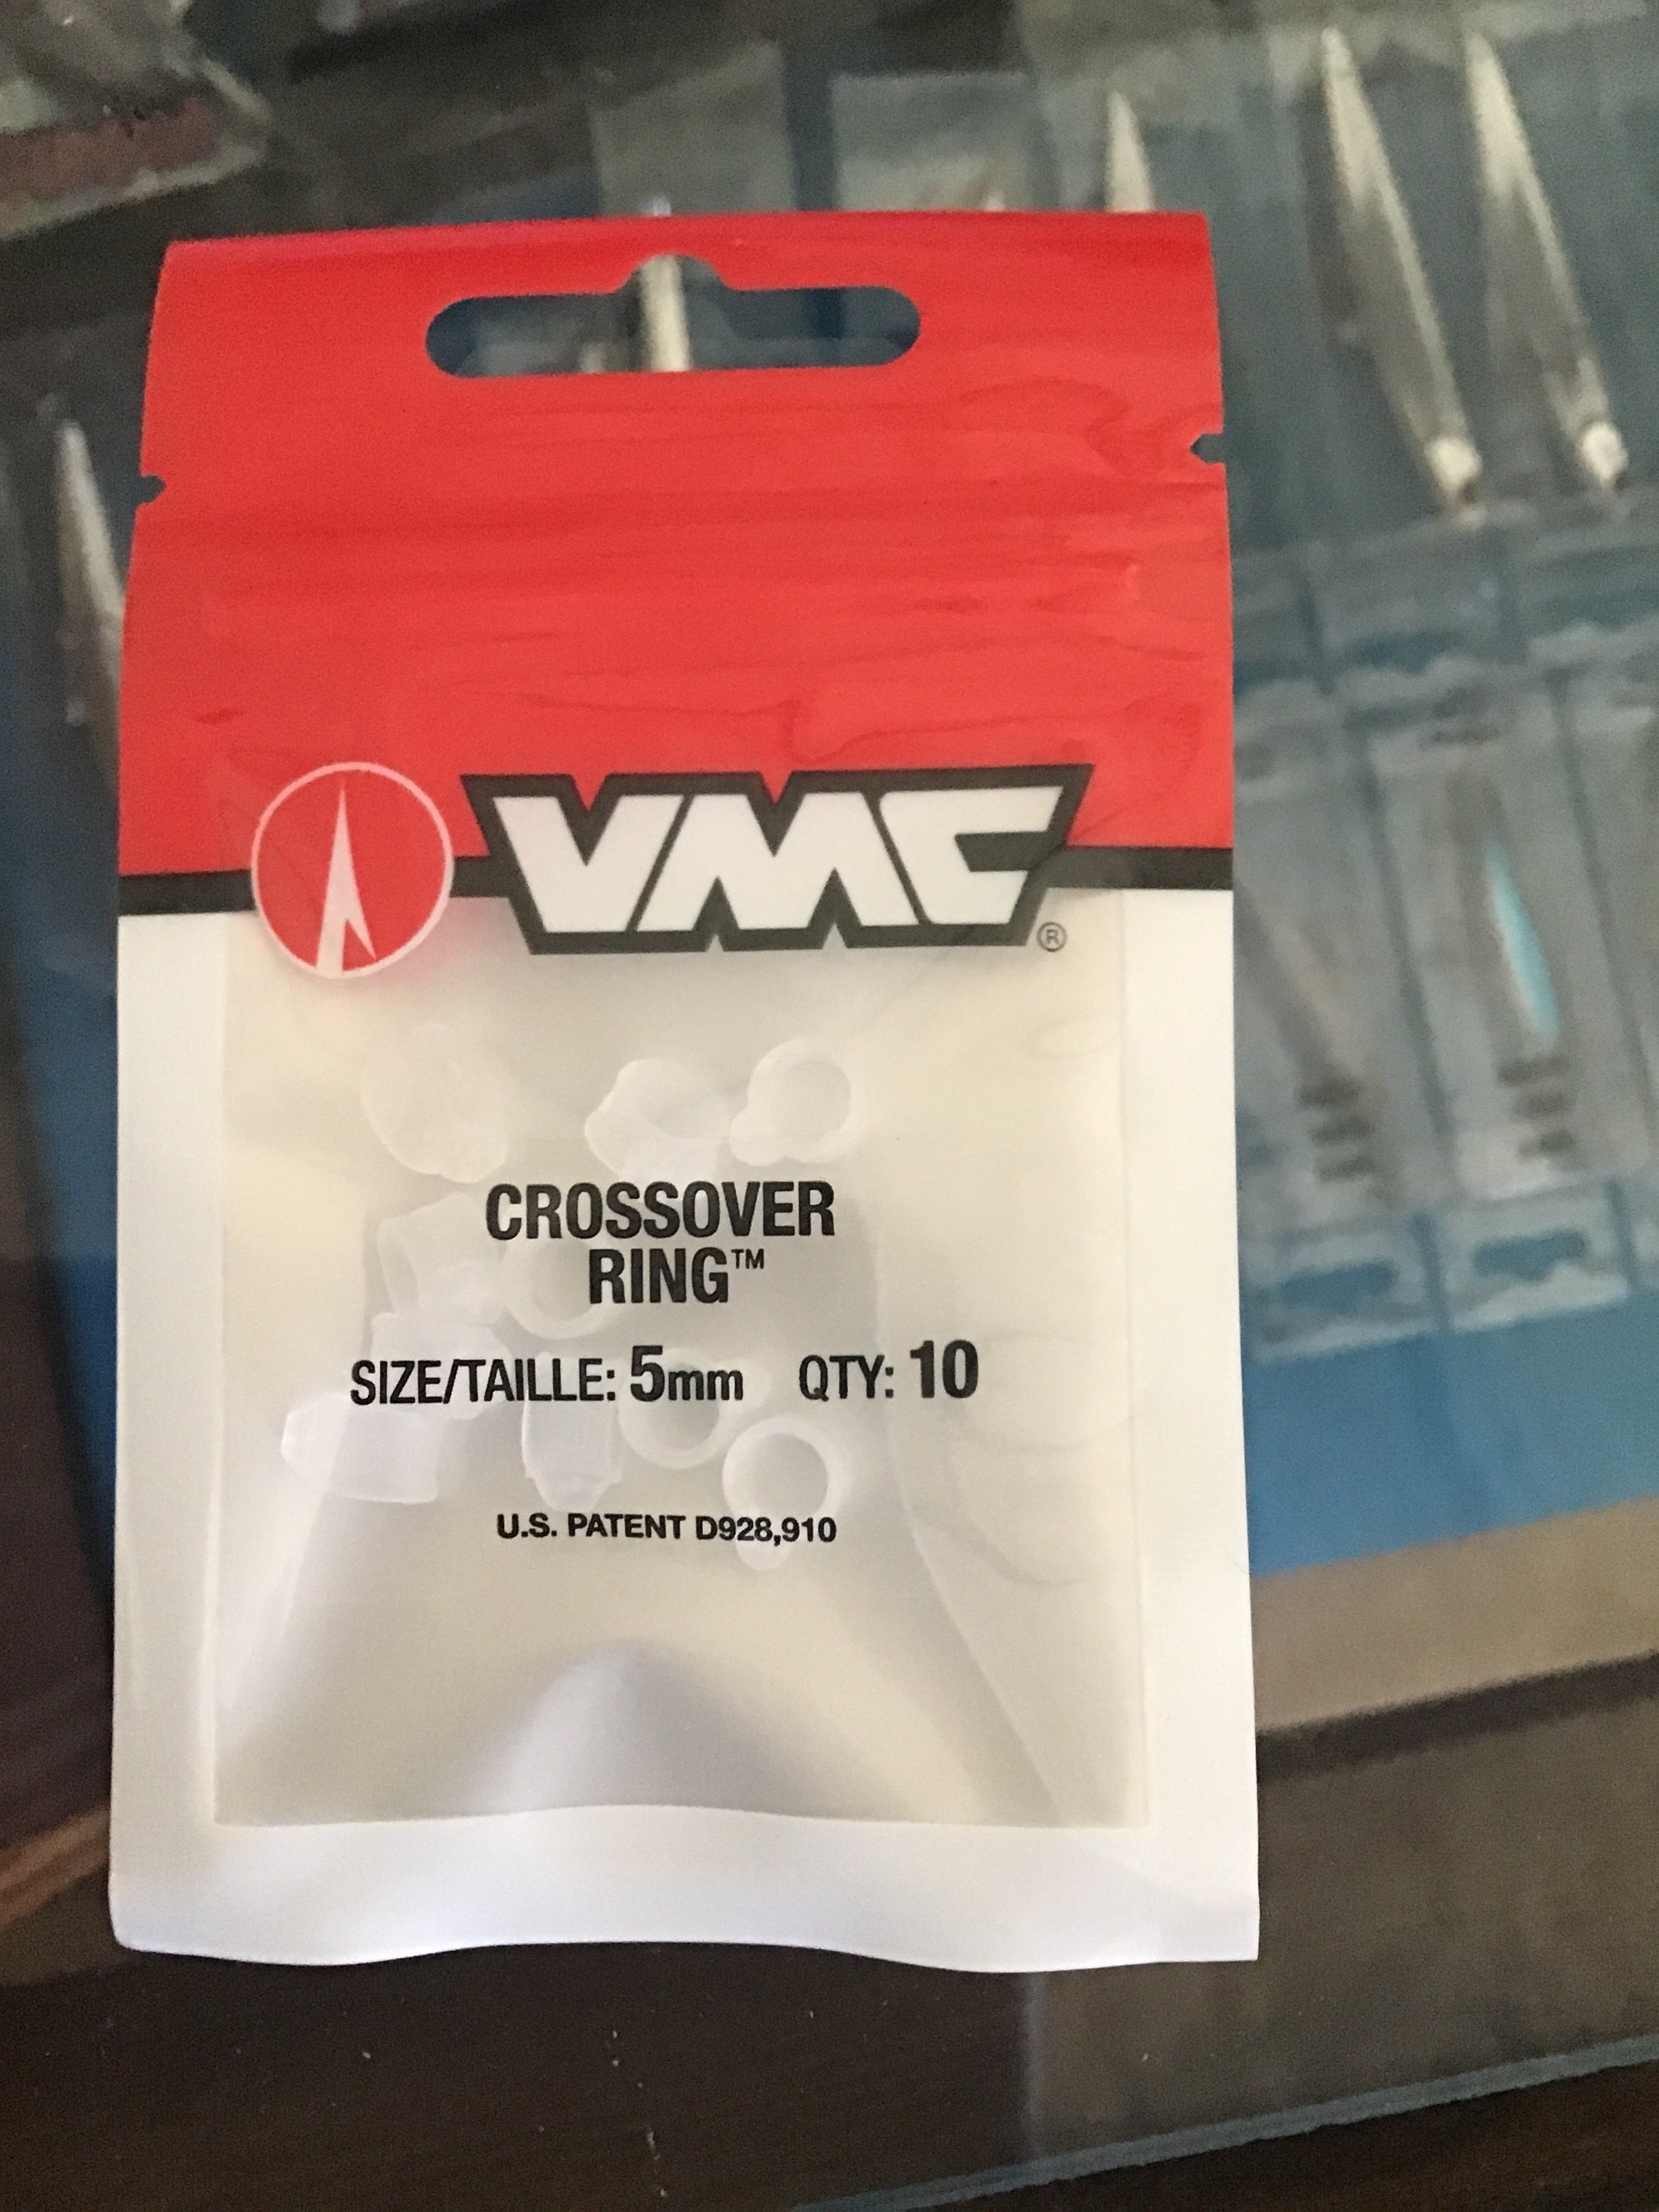 VMC®
CROSSOVER
RING™
SIZE/TAILLE: 5mm QTY: 10
U.S. PATENT D928,910